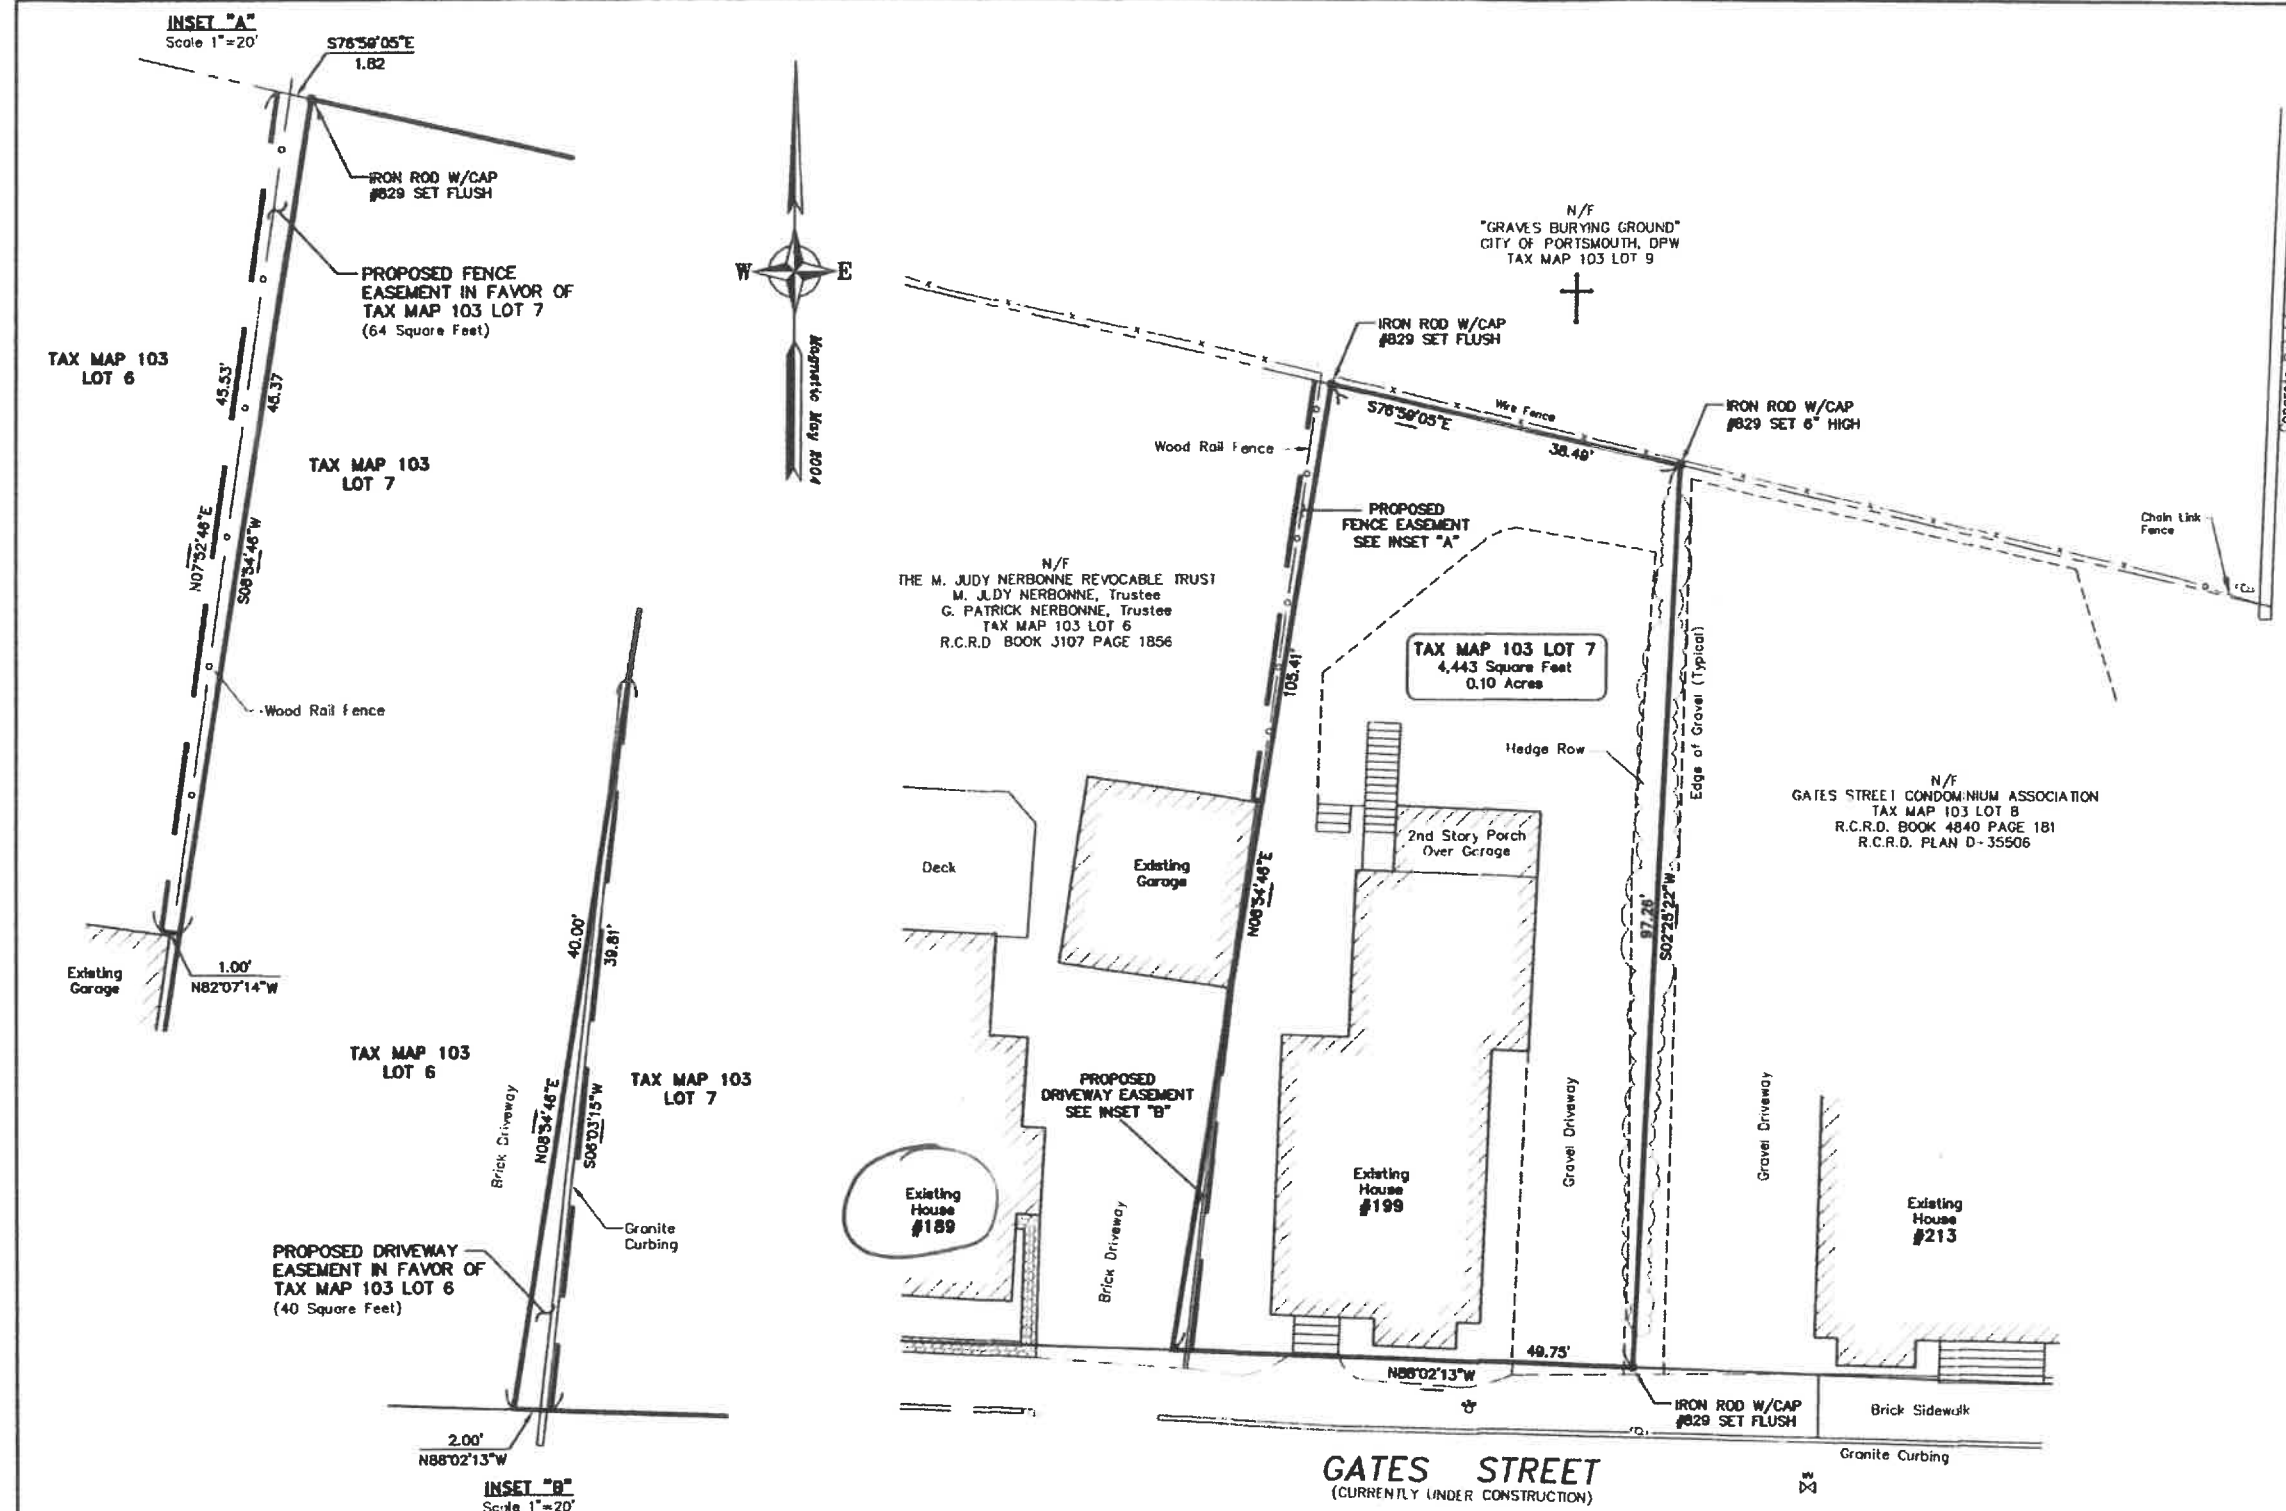 INSET "A"
Scale 1"=20'
S76°59'05"E
1.82
IRON ROD W/CAP
#829 SET FLUSH
PROPOSED FENCE
EASEMENT IN FAVOR OF
TAX MAP 103 LOT 7
(64 Square Feet)
TAX MAP 103
LOT 6
45.53'
45.37
TAX MAP 103
LOT 7
N07°52'46"E
S08°54'46"W
Wood Rail Fence
Existing
Garage
1.00'
N82°07'14"W
40.00'
39.81'
TAX MAP 103
LOT 6
TAX MAP 103
LOT 7
Brick Driveway
N08°54'46"E
S06°03'15"W
Granite
Curbing
PROPOSED DRIVEWAY
EASEMENT IN FAVOR OF
TAX MAP 103 LOT 6
(40 Square Feet)
2.00'
N88°02'13"W
INSET "B"
Scale 1"=20'
W E
Magnetic May 2004
N/F
"GRAVES BURYING GROUND"
CITY OF PORTSMOUTH, DPW
TAX MAP 103 LOT 9
IRON ROD W/CAP
#829 SET FLUSH
Wire Fence
S76°59'05"E
38.49'
IRON ROD W/CAP
#829 SET 6" HIGH
Wood Rail Fence
PROPOSED
FENCE EASEMENT
SEE INSET "A"
Chain Link
Fence
N/F
THE M. JUDY NERBONNE REVOCABLE TRUST
M. JUDY NERBONNE, Trustee
G. PATRICK NERBONNE, Trustee
TAX MAP 103 LOT 6
R.C.R.D BOOK 3107 PAGE 1856
105.41'
TAX MAP 103 LOT 7
4,443 Square Feet
0.10 Acres
Edge of Gravel (Typical)
Hedge Row
N/F
GATES STREET CONDOMINIUM ASSOCIATION
TAX MAP 103 LOT 8
R.C.R.D. BOOK 4840 PAGE 181
R.C.R.D. PLAN D-35506
2nd Story Porch
Over Garage
Deck
Existing
Garage
N08°54'46"E
97.26'
S02°28'22"W
PROPOSED
DRIVEWAY EASEMENT
SEE INSET "B"
Gravel Driveway
Gravel Driveway
Existing
House
#189
Brick Driveway
Existing
House
#199
Existing
House
#213
49.75'
N88°02'13"W
IRON ROD W/CAP
#829 SET FLUSH
Brick Sidewalk
Granite Curbing
GATES STREET
(CURRENTLY UNDER CONSTRUCTION)
W